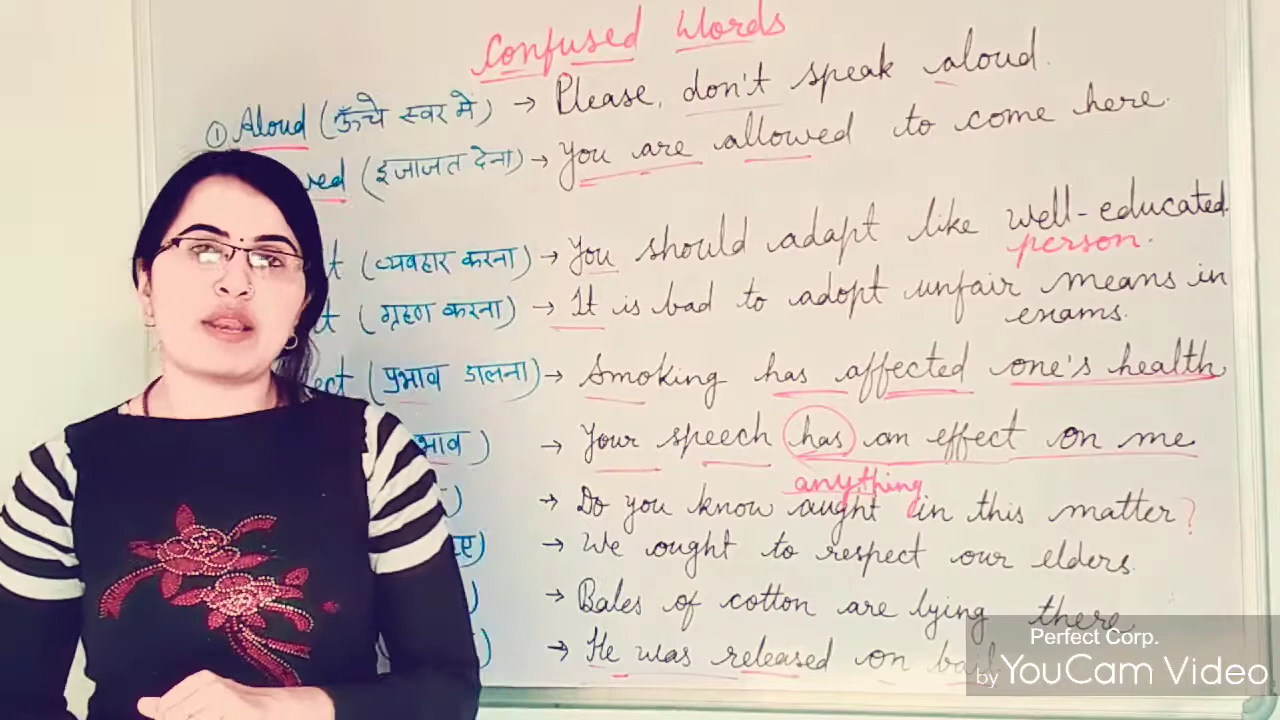 Confused Words
① Aloud (ऊँचे स्वर में) → Please, don't speak aloud.
ved (इजाजत देना) → You are allowed to come here.
t (व्यवहार करना) → You should adapt like well-educated
person.
t (ग्रहण करना) → It is bad to adopt unfair means in
exams.
ect (प्रभाव डालना) → Smoking has affected one's health
भाव) → Your speech has an effect on me
anything
) → Do you know aught in this matter?
) → We ought to respect our elders.
) → Bales of cotton are lying there
) → He was released on bail
Perfect Corp.
by YouCam Video